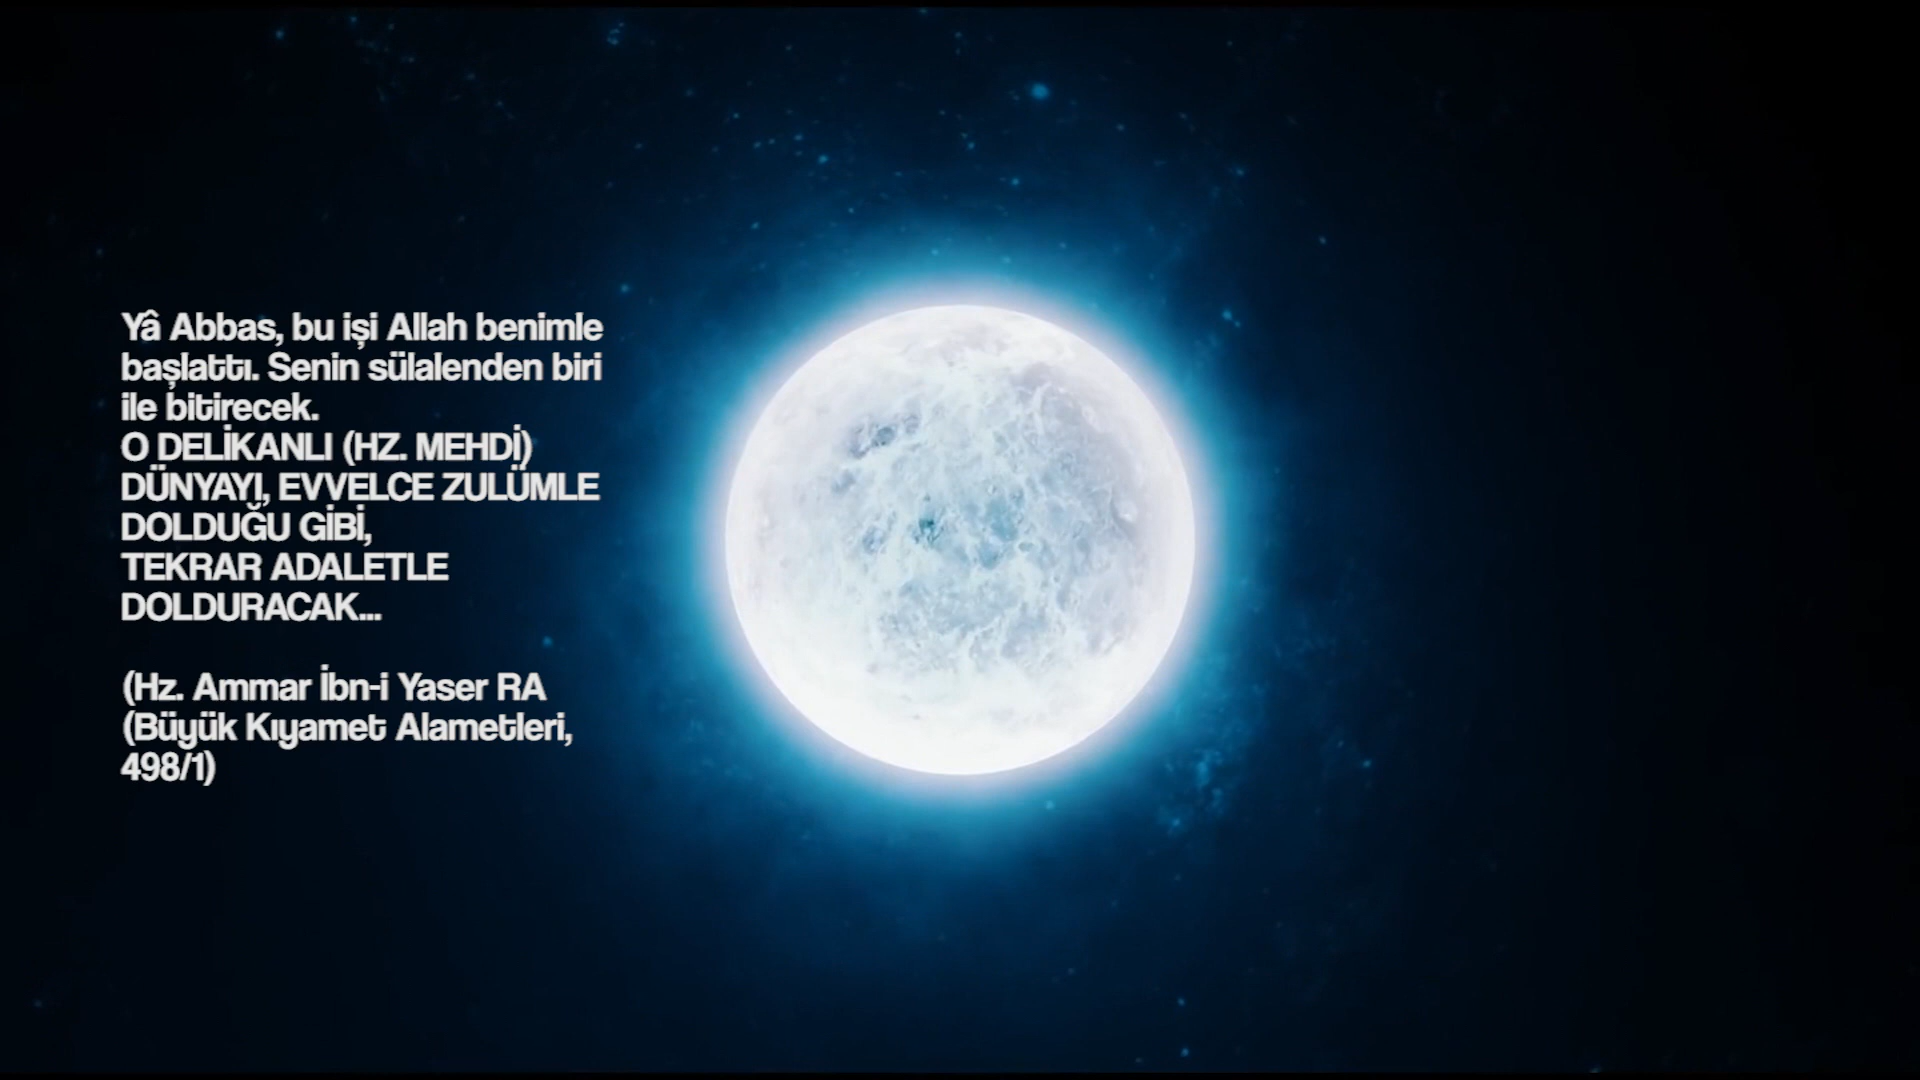 Yâ Abbas, bu işi Allah benimle
başlattı. Senin sülalenden biri
ile bitirecek.
O DELİKANLI (HZ. MEHDİ)
DÜNYAYI, EVVELCE ZULÜMLE
DOLDUĞU GİBİ,
TEKRAR ADALETLE
DOLDURACAK...
(Hz. Ammar İbn-i Yaser RA
(Büyük Kıyamet Alametleri,
498/1)